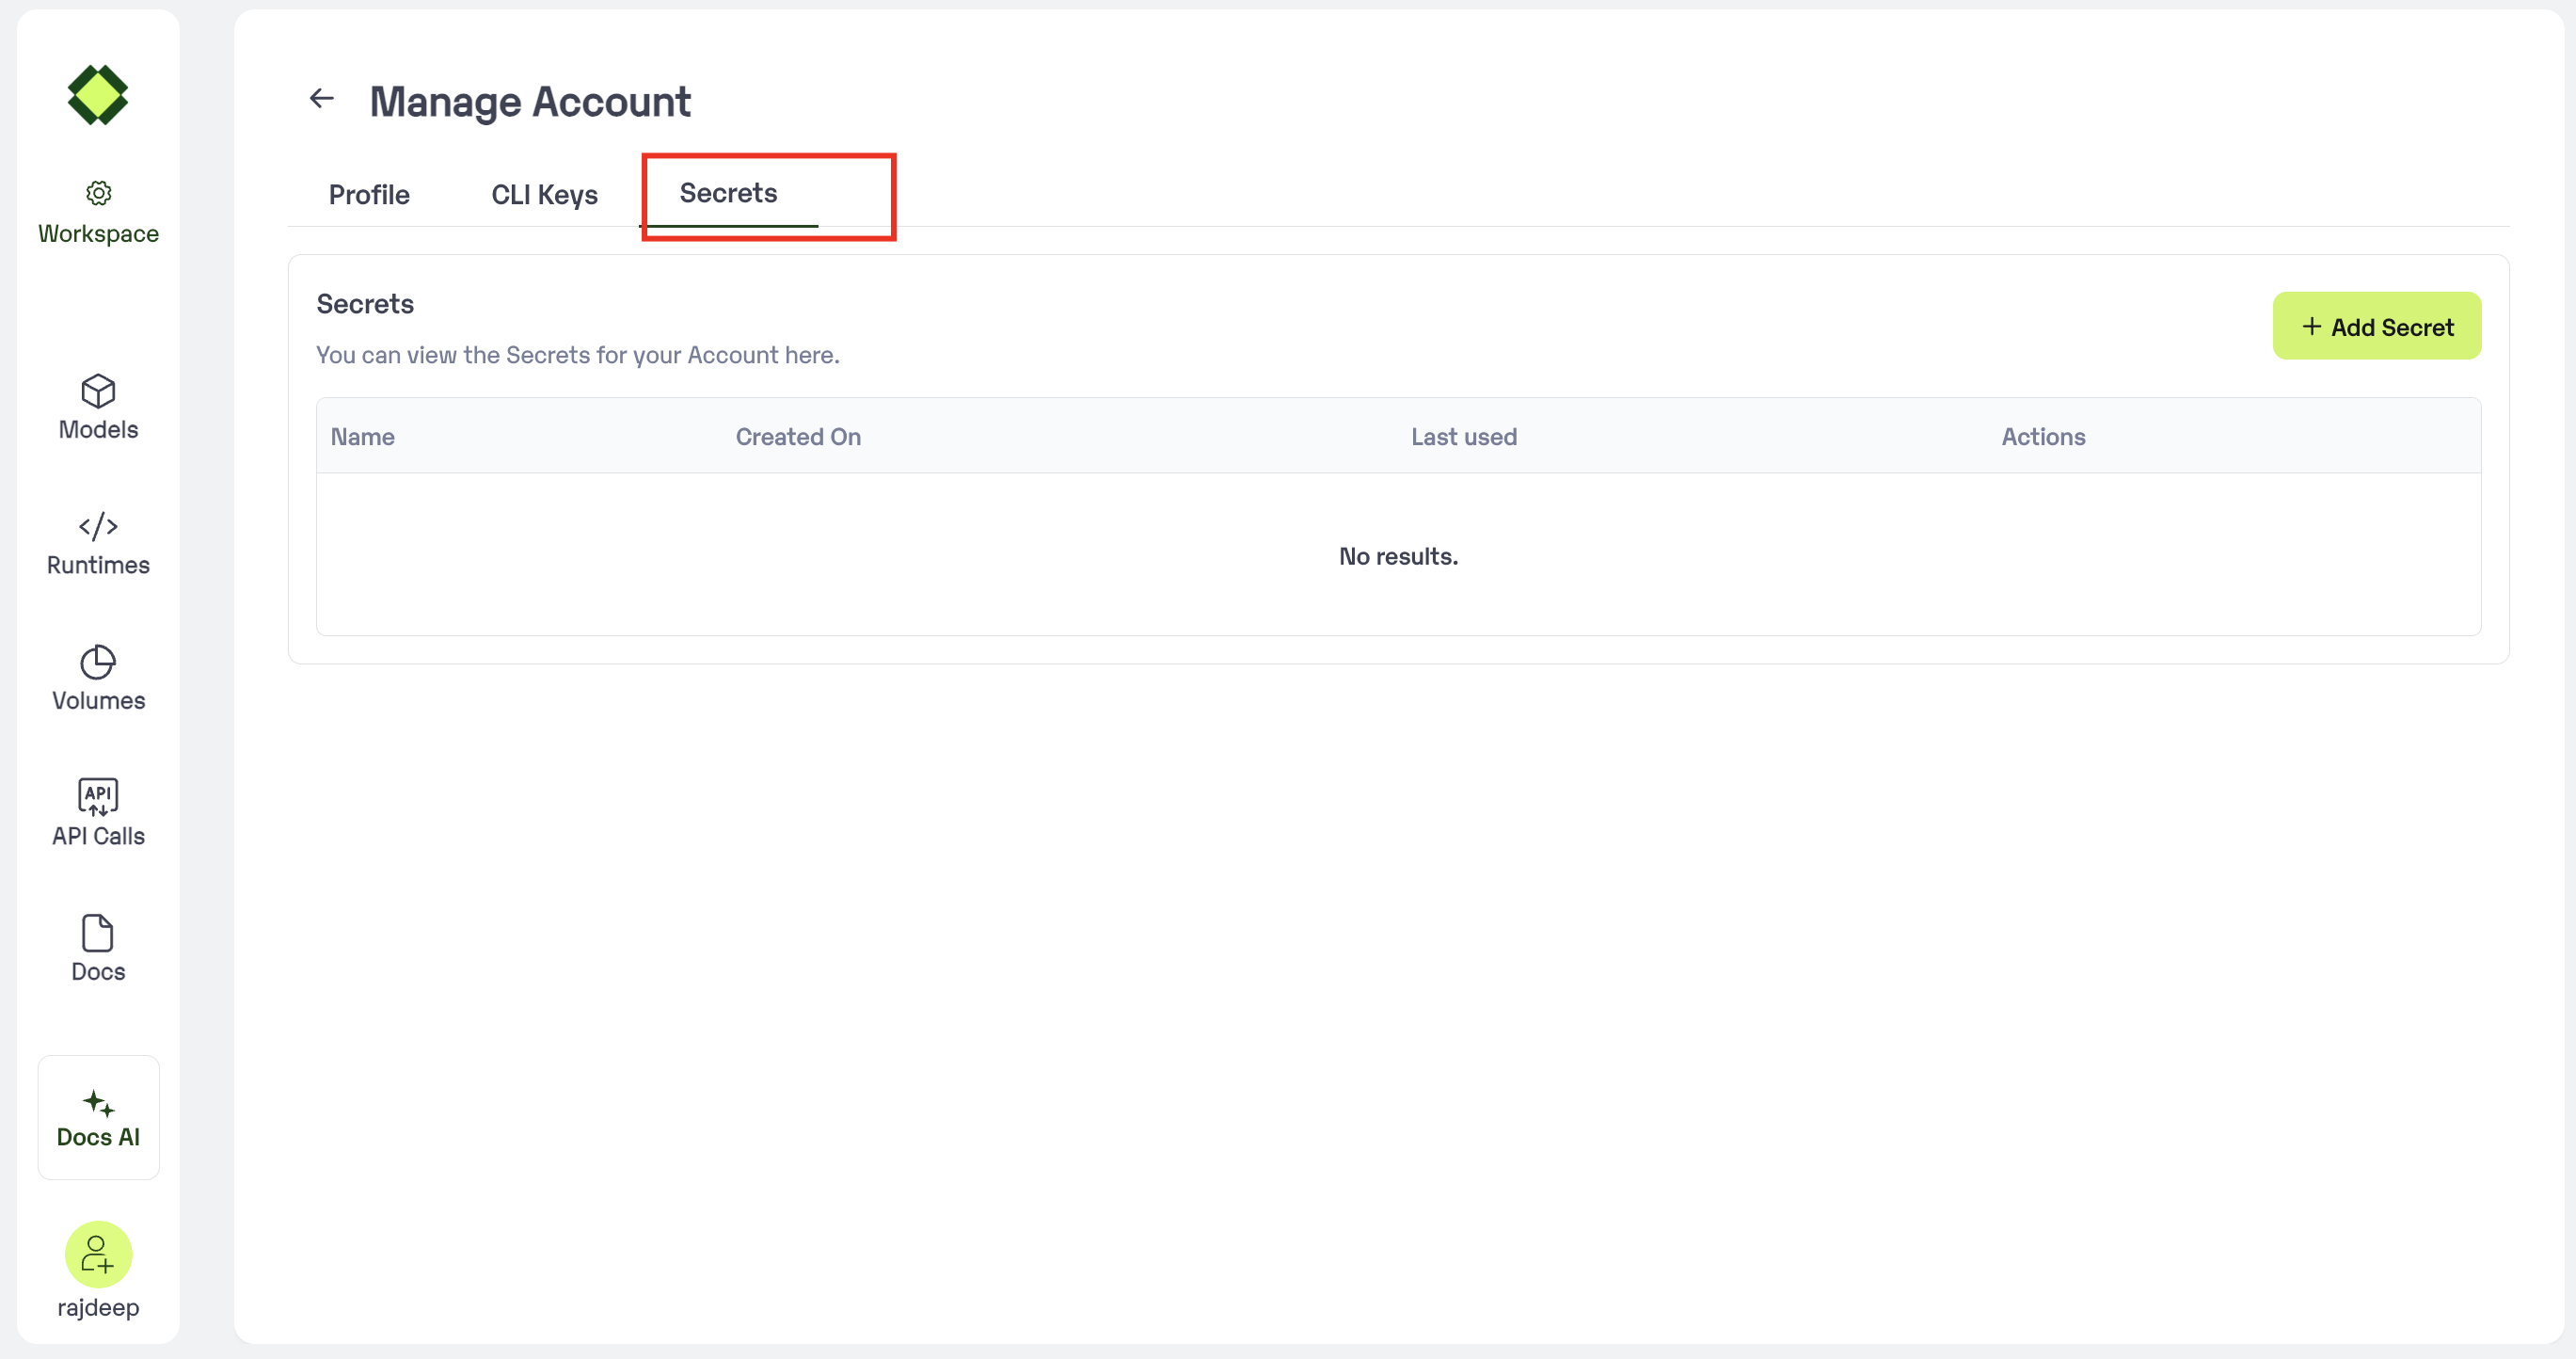 Workspace
Models
Runtimes
Volumes
API
API Calls
Docs
Docs AI
rajdeep
Manage Account
Profile CLI Keys Secrets
Secrets
You can view the Secrets for your Account here.
+ Add Secret
Name Created On Last used Actions
No results.